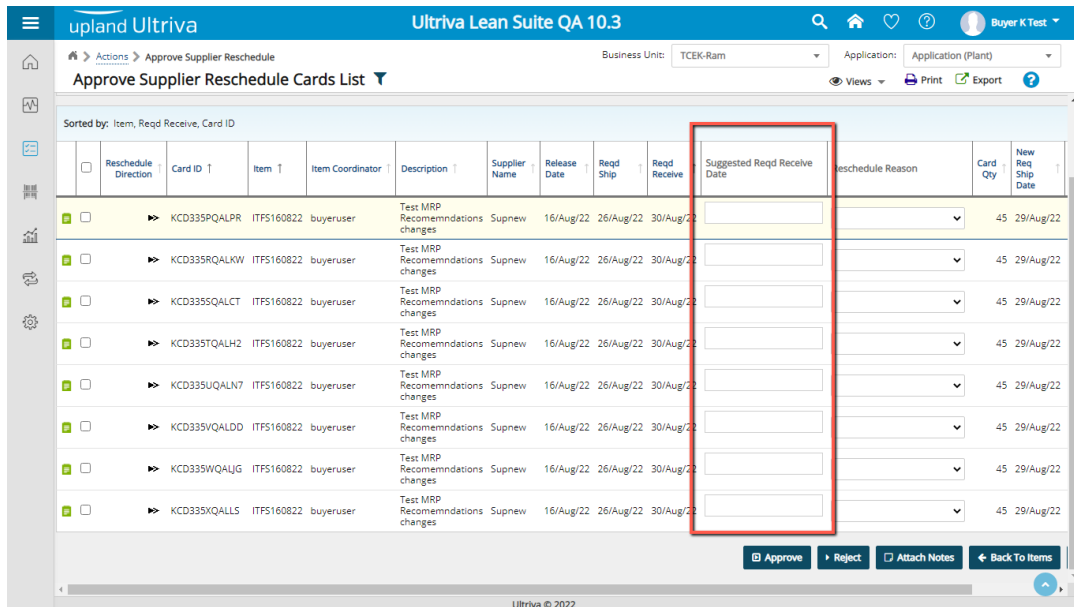 upland Ultriva
Ultriva Lean Suite QA 10.3
Buyer K Test
Actions > Approve Supplier Reschedule
Business Unit: TCEK-Ram
Application: Application (Plant)
Approve Supplier Reschedule Cards List
Views
Print
Export
Sorted by: Item, Reqd Receive, Card ID
Reschedule Direction
Card ID
Item
Item Coordinator
Description
Supplier Name
Release Date
Reqd Ship
Reqd Receive
Suggested Reqd Receive Date
Reschedule Reason
Card Qty
New Req Ship Date
KCD335PQALPR ITFS160822 buyeruser Test MRP Recomemndations changes Supnew 16/Aug/22 26/Aug/22 30/Aug/22 45 29/Aug/22
KCD335RQALKW ITFS160822 buyeruser Test MRP Recomemndations changes Supnew 16/Aug/22 26/Aug/22 30/Aug/22 45 29/Aug/22
KCD335SQALCT ITFS160822 buyeruser Test MRP Recomemndations changes Supnew 16/Aug/22 26/Aug/22 30/Aug/22 45 29/Aug/22
KCD335TQALH2 ITFS160822 buyeruser Test MRP Recomemndations changes Supnew 16/Aug/22 26/Aug/22 30/Aug/22 45 29/Aug/22
KCD335UQALN7 ITFS160822 buyeruser Test MRP Recomemndations changes Supnew 16/Aug/22 26/Aug/22 30/Aug/22 45 29/Aug/22
KCD335VQALDD ITFS160822 buyeruser Test MRP Recomemndations changes Supnew 16/Aug/22 26/Aug/22 30/Aug/22 45 29/Aug/22
KCD335WQALJG ITFS160822 buyeruser Test MRP Recomemndations changes Supnew 16/Aug/22 26/Aug/22 30/Aug/22 45 29/Aug/22
KCD335XQALLS ITFS160822 buyeruser Test MRP Recomemndations changes Supnew 16/Aug/22 26/Aug/22 30/Aug/22 45 29/Aug/22
Approve
Reject
Attach Notes
Back To Items
Ultriva © 2022